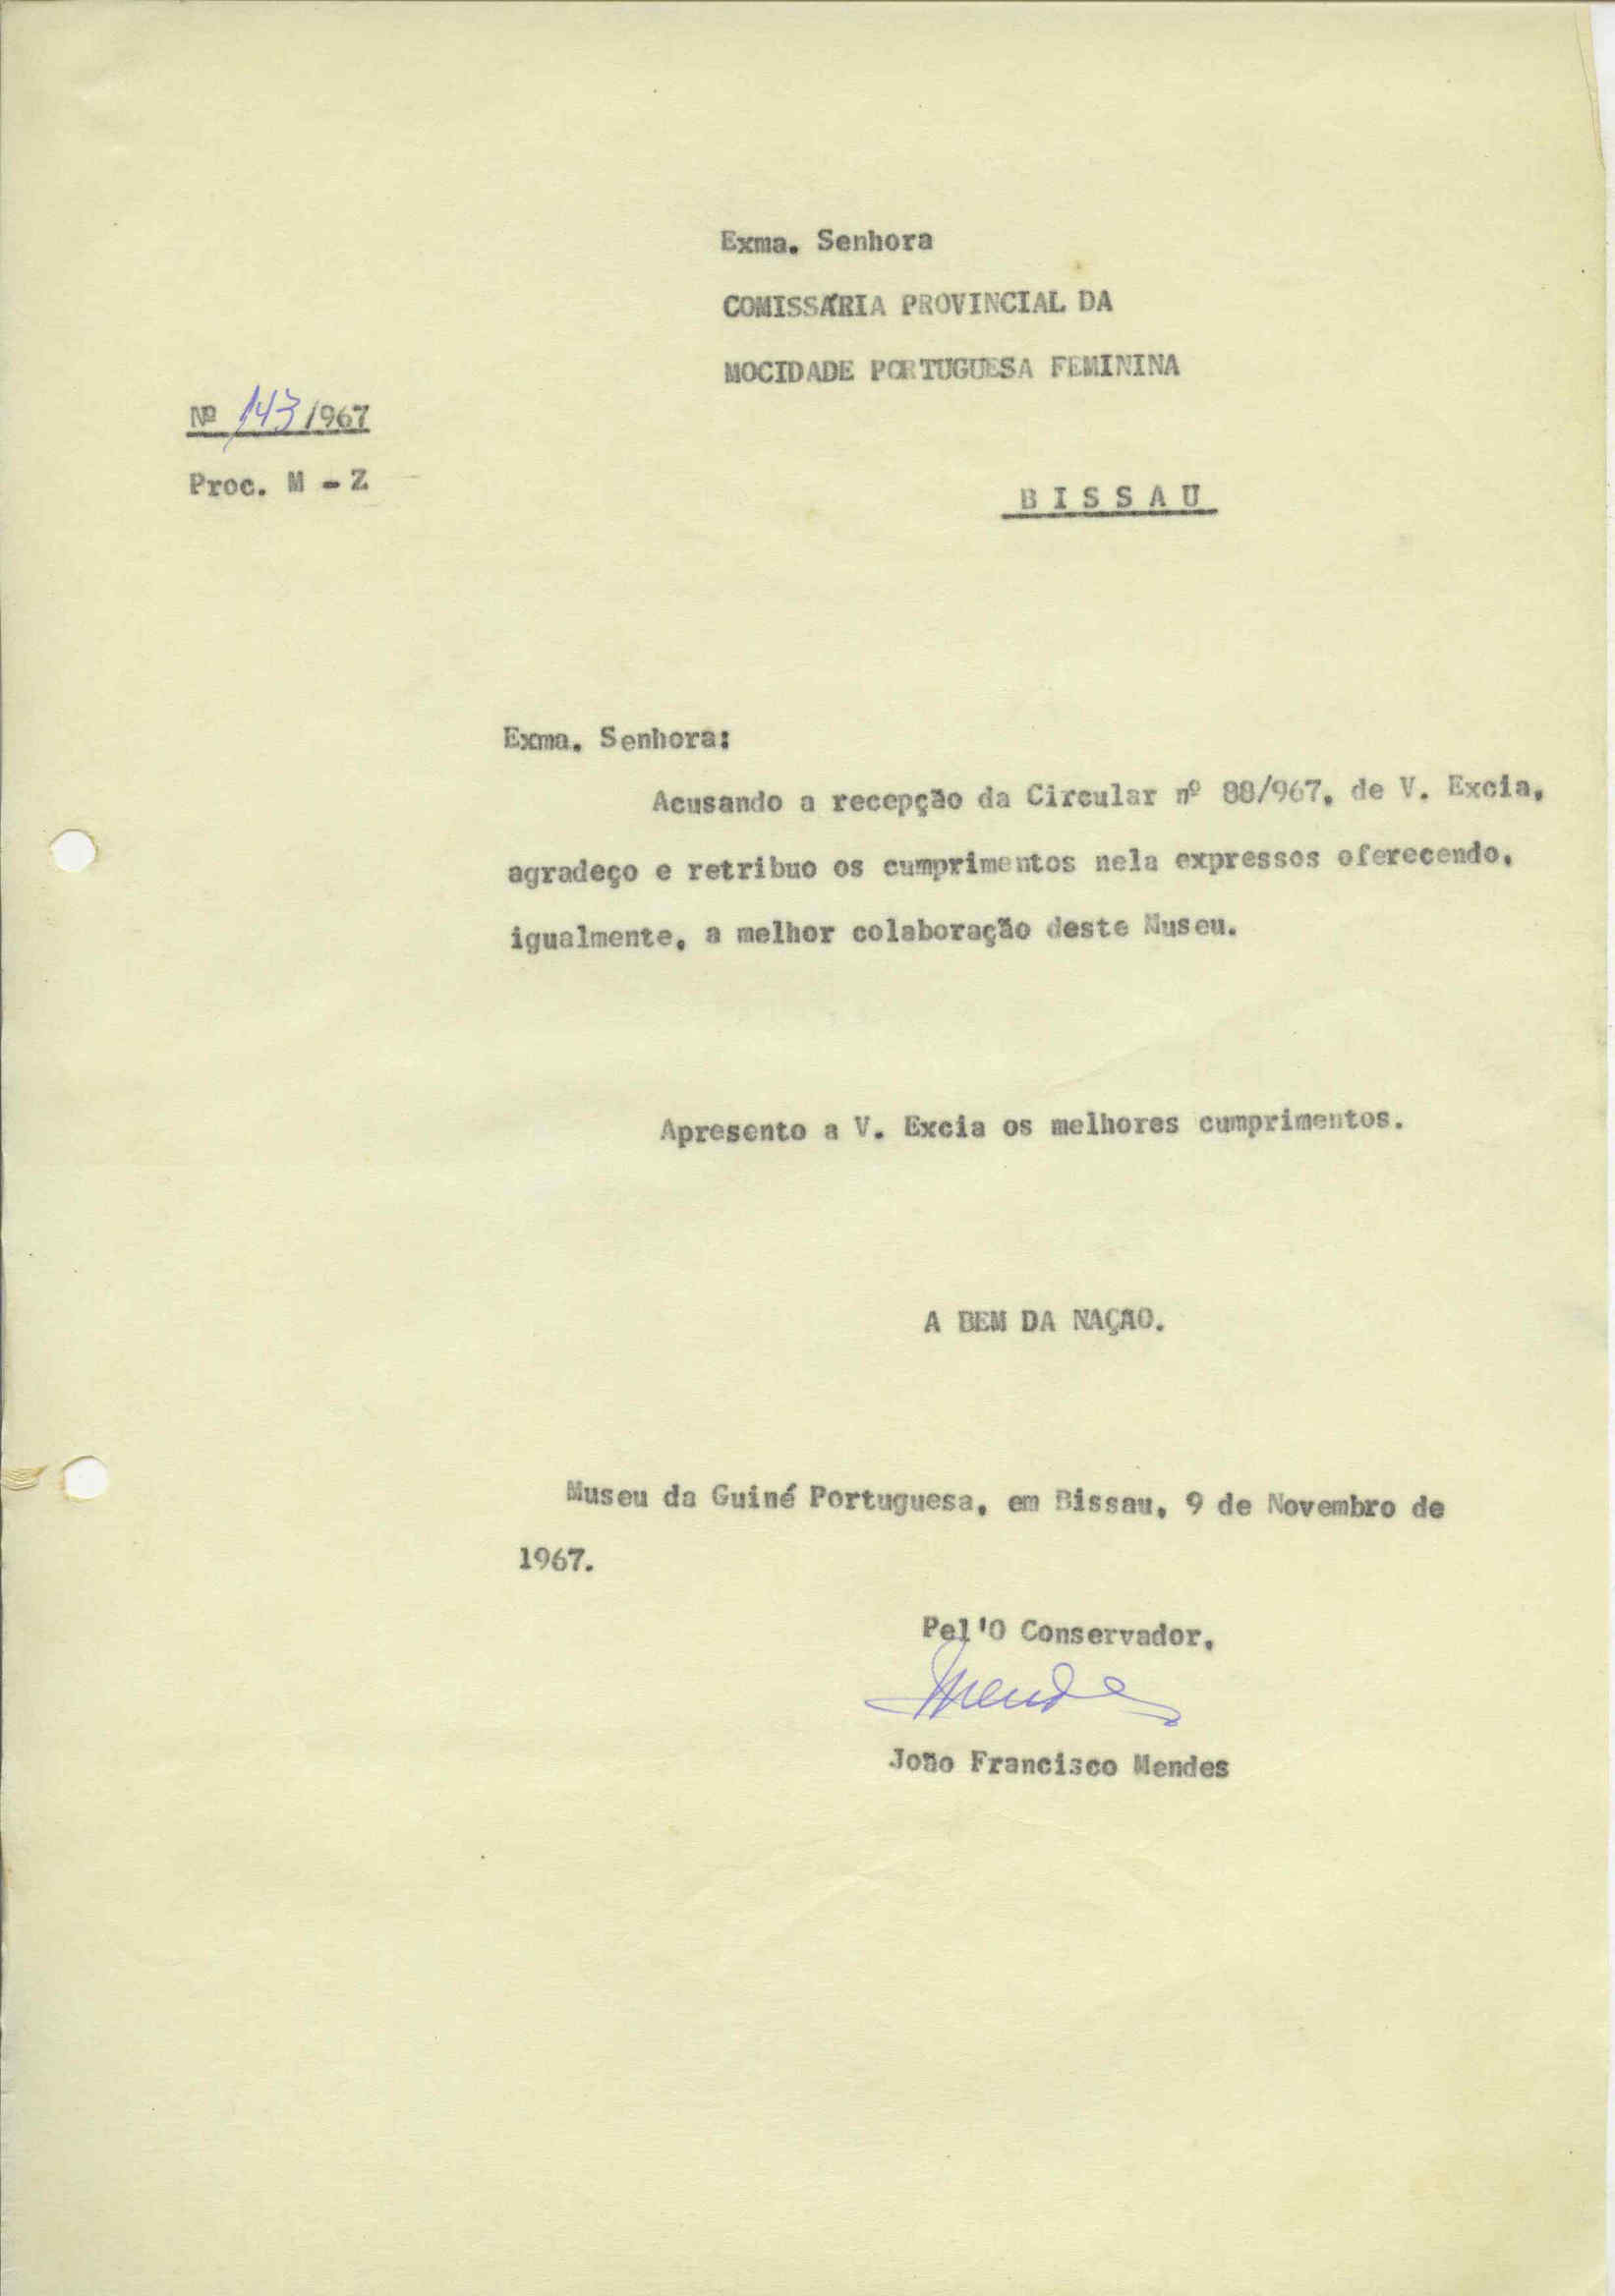 Exma. Senhora
COMISSÁRIA PROVINCIAL DA
MOCIDADE PORTUGUESA FEMININA
Nº 143/967
Proc. M - Z
B I S S A U
Exma. Senhora:
Acusando a recepção da Circular nº 88/967, de V. Excia,
agradeço e retribuo os cumprimentos nela expressos oferecendo,
igualmente, a melhor colaboração deste Museu.
Apresento a V. Excia os melhores cumprimentos.
A BEM DA NAÇÃO.
Museu da Guiné Portuguesa, em Bissau, 9 de Novembro de
1967.
Pel'O Conservador,
Mendes
João Francisco Mendes